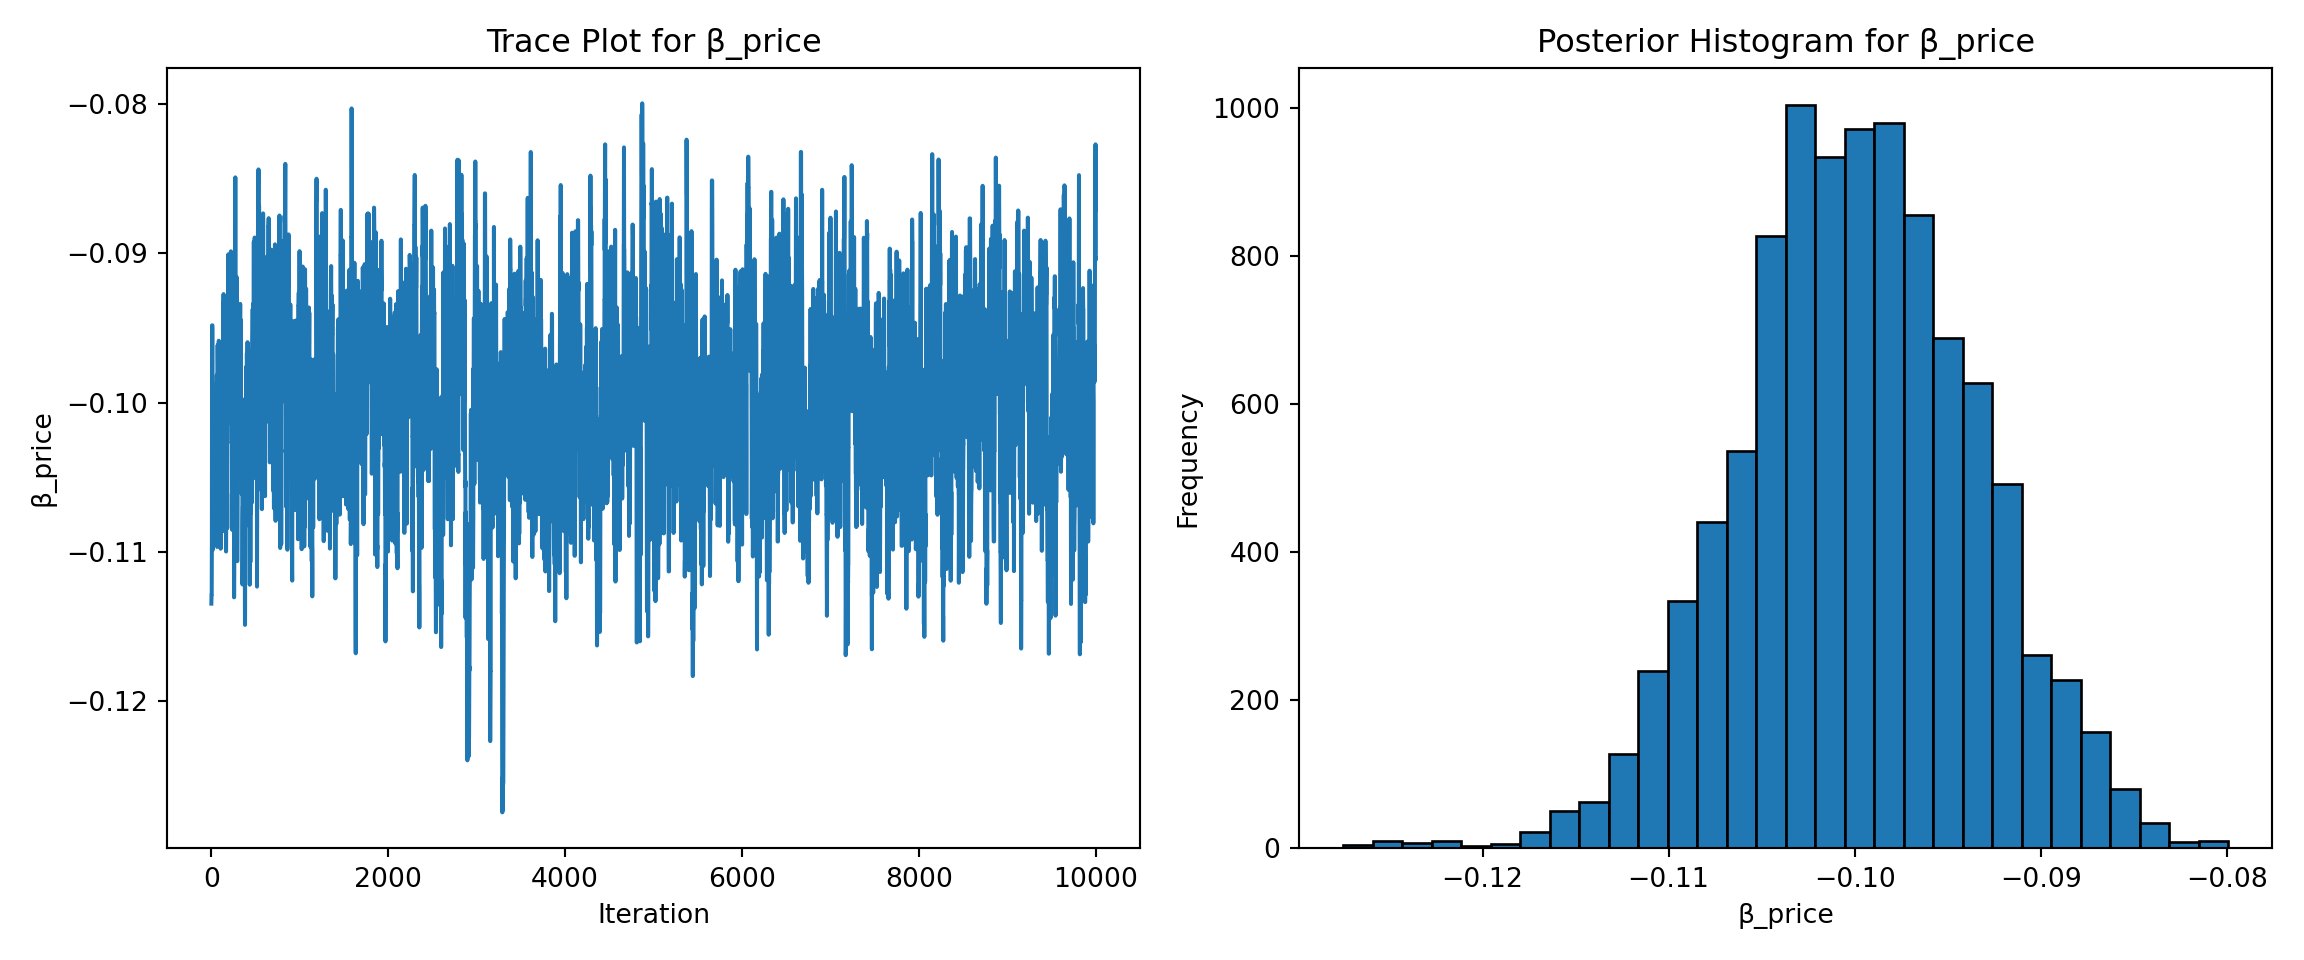 Trace Plot for β_price
−0.08
−0.09
−0.10
−0.11
−0.12
β_price
0 2000 4000 6000 8000 10000
Iteration
Posterior Histogram for β_price
1000
800
600
400
200
0
Frequency
−0.12 −0.11 −0.10 −0.09 −0.08
β_price